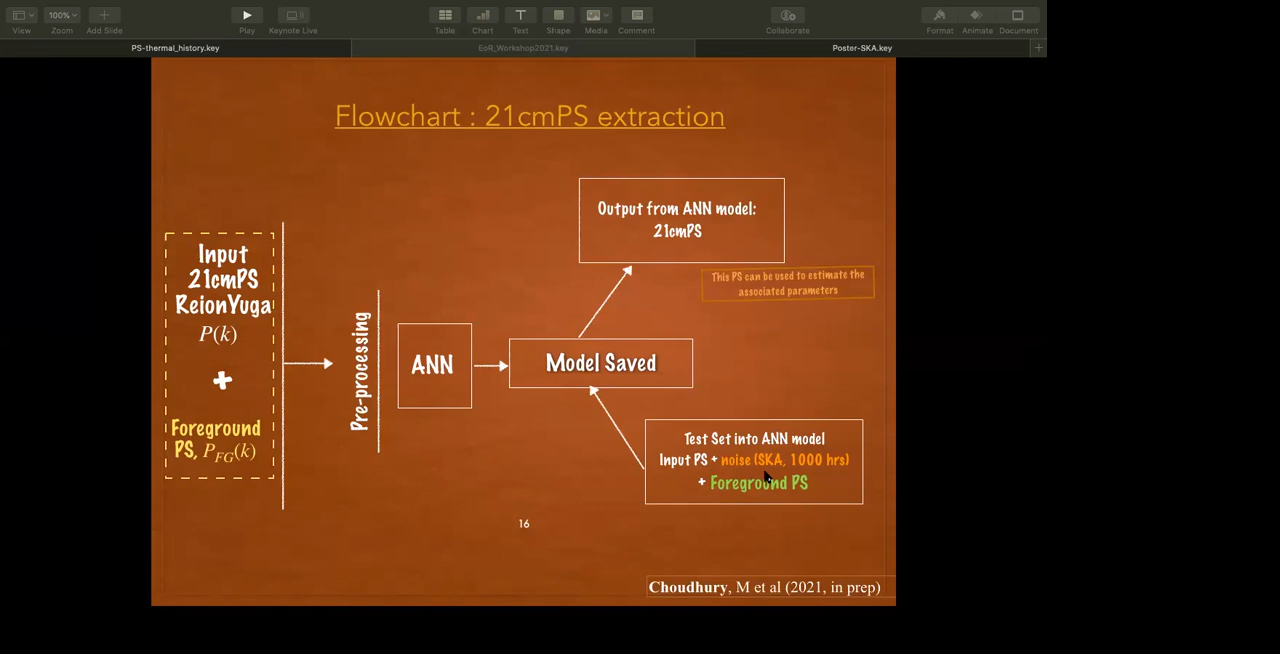 View
100%
Zoom
Add Slide
Play
Keynote Live
Table
Chart
Text
Shape
Media
Comment
Collaborate
Format
Animate
Document
PS-thermal_history.key
EoR_Workshop2021.key
Poster-SKA.key
Flowchart : 21cmPS extraction
Input
21cmPS
ReionYuga
P(k)
+
Foreground
PS, P_FG(k)
Pre-processing
ANN
Model Saved
Output from ANN model:
21cmPS
This PS can be used to estimate the
associated parameters
Test Set into ANN model
Input PS + noise (SKA, 1000 hrs)
+ Foreground PS
16
Choudhury, M et al (2021, in prep)